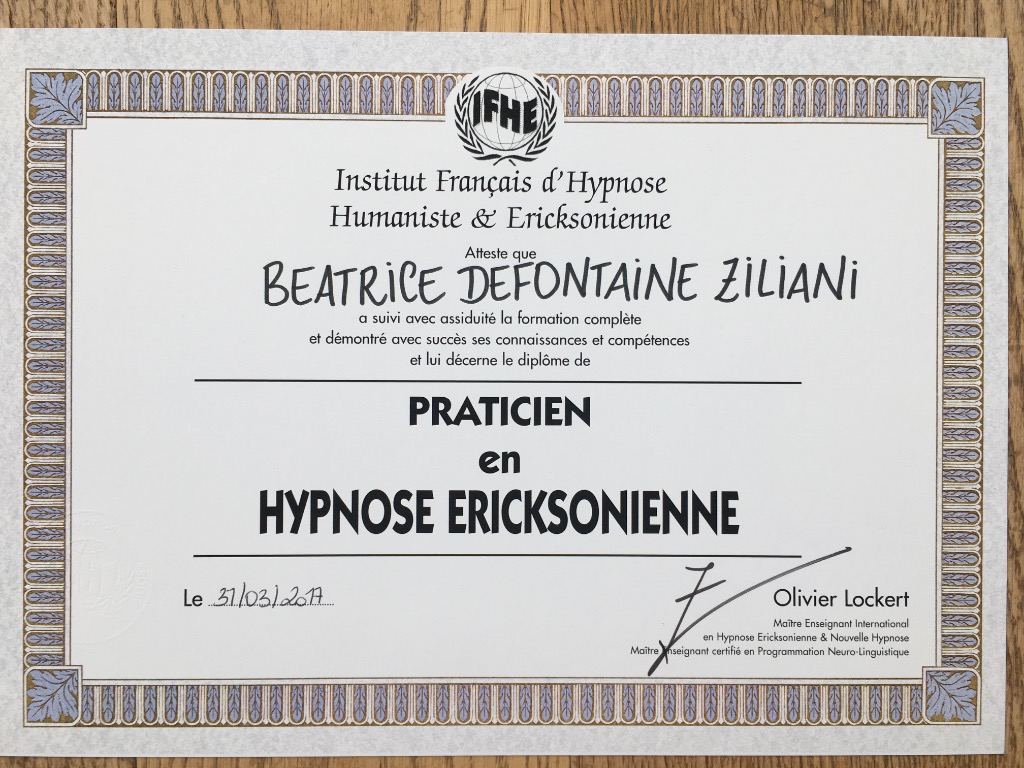 IFHE
Institut Français d'Hypnose
Humaniste & Ericksonienne
Atteste que
BEATRICE DEFONTAINE ZILIANI
a suivi avec assiduité la formation complète
et démontré avec succès ses connaissances et compétences
et lui décerne le diplôme de
PRATICIEN
en
HYPNOSE ERICKSONIENNE
Le 31/03/2017
Olivier Lockert
Maître Enseignant International
en Hypnose Ericksonienne & Nouvelle Hypnose
Maître Enseignant certifié en Programmation Neuro-Linguistique